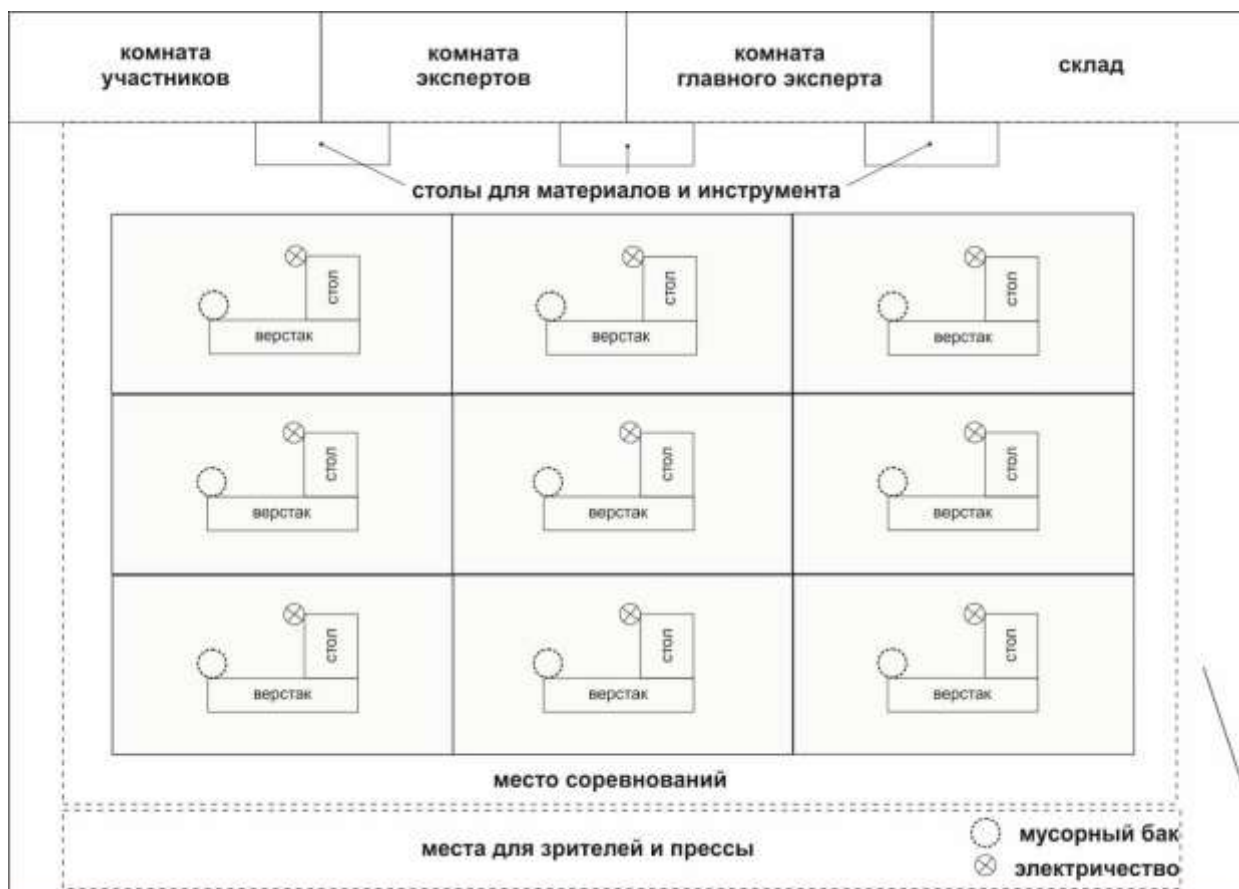 комната
участников
комната
экспертов
комната
главного эксперта
склад
столы для материалов и инструмента
стол
верстак
стол
верстак
стол
верстак
стол
верстак
стол
верстак
стол
верстак
стол
верстак
стол
верстак
стол
верстак
место соревнований
места для зрителей и прессы
мусорный бак
электричество